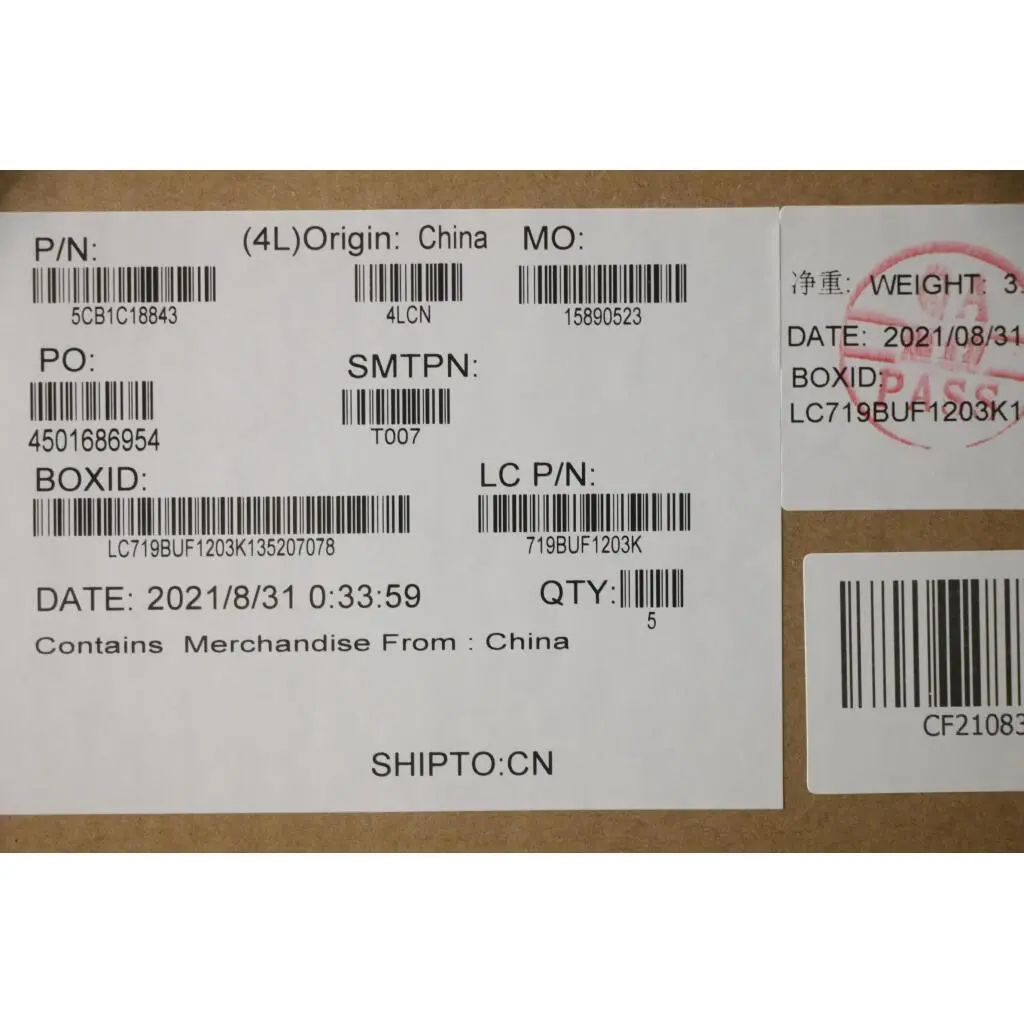 P/N:
5CB1C18843
(4L)Origin: China
4LCN
MO:
15890523
PO:
4501686954
SMTPN:
T007
BOXID:
LC719BUF1203K135207078
LC P/N:
719BUF1203K
DATE: 2021/8/31 0:33:59
QTY:
5
Contains Merchandise From : China
SHIPTO:CN
净重: WEIGHT: 3.
DATE: 2021/08/31
BOXID:
LC719BUF1203K1
QA
PASS
CF21083